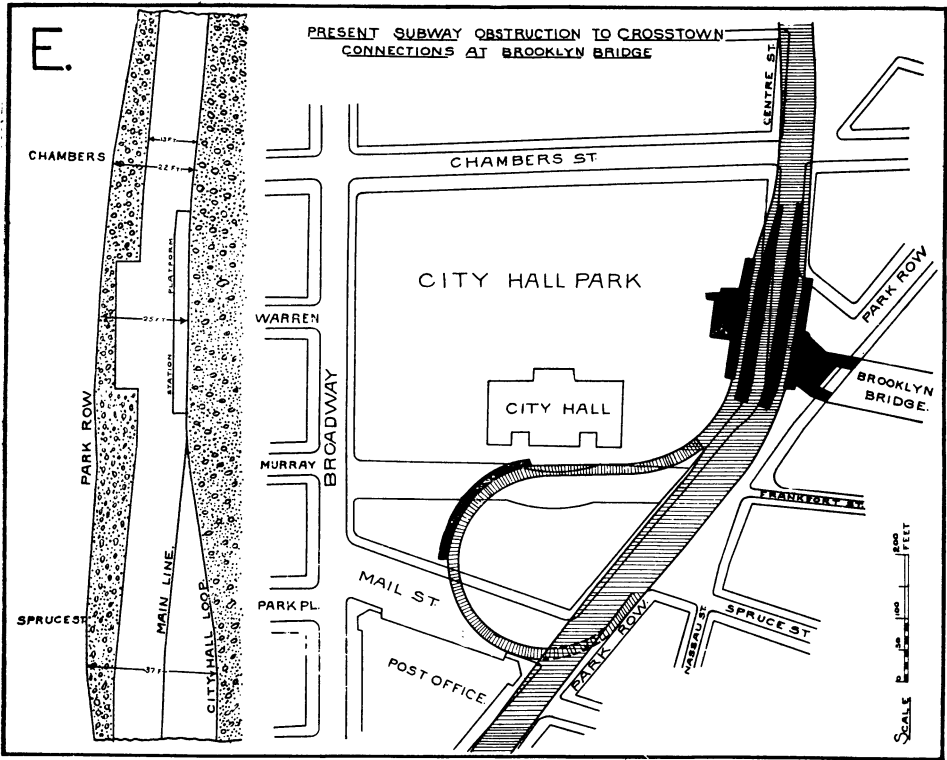 E.
PRESENT SUBWAY OBSTRUCTION TO CROSSTOWN
CONNECTIONS AT BROOKLYN BRIDGE
CENTRE ST.
CHAMBERS
13 FT
22 FT
CHAMBERS ST.
PLATFORM
STATION
CITY HALL PARK
PARK ROW
25 FT
WARREN
BROADWAY
CITY HALL
BROOKLYN
BRIDGE.
PARK ROW
MURRAY
FRANKFORT ST.
MAIN LINE.
CITY HALL LOOP
MAIL ST.
SPRUCE ST
PARK PL.
PARK ROW.
NASSAU ST.
SPRUCE ST
37 F
POST OFFICE.
200
FEET
100
50
0
SCALE